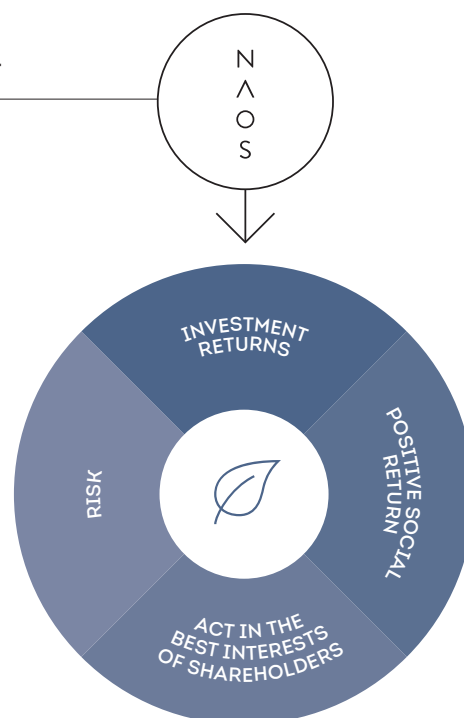 N
Λ
O
S
INVESTMENT
RETURNS
POSITIVE SOCIAL
RETURN
ACT IN THE
BEST INTERESTS
OF SHAREHOLDERS
RISK